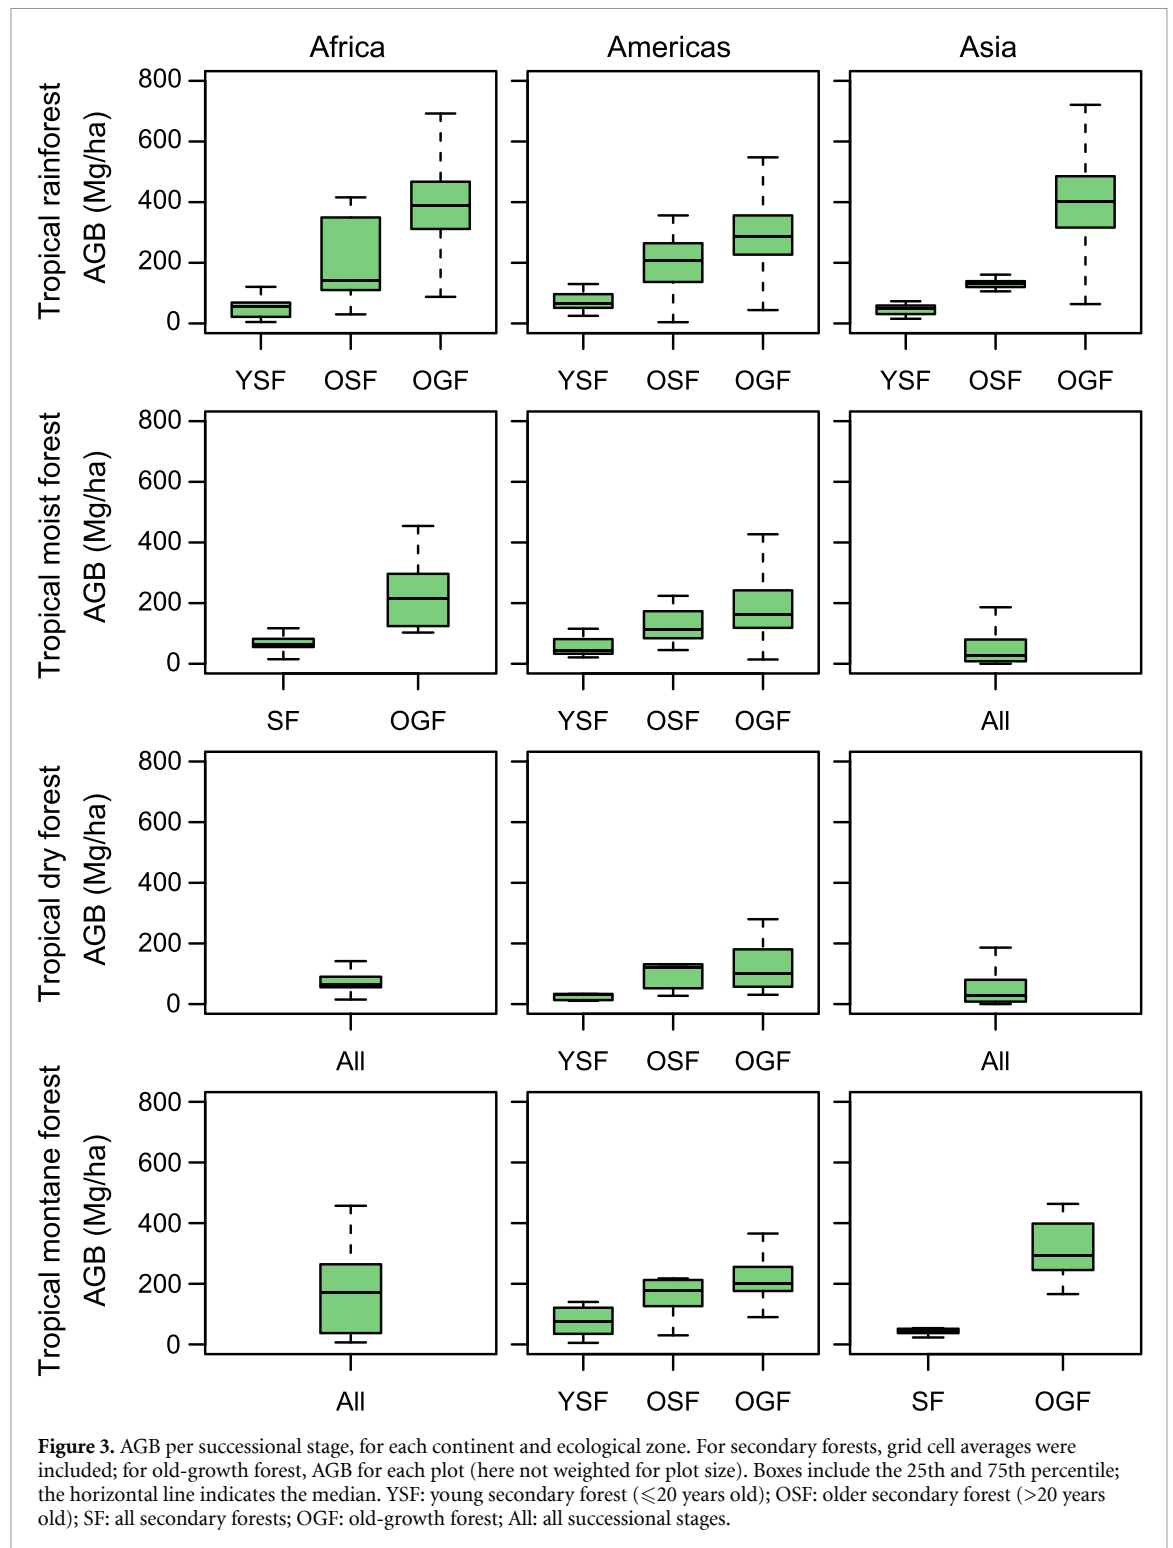 Africa Americas Asia
Tropical rainforest
AGB (Mg/ha)
800
600
400
200
0
YSF OSF OGF YSF OSF OGF YSF OSF OGF
Tropical moist forest
AGB (Mg/ha)
800
600
400
200
0
SF OGF YSF OSF OGF All
Tropical dry forest
AGB (Mg/ha)
800
600
400
200
0
All YSF OSF OGF All
Tropical montane forest
AGB (Mg/ha)
800
600
400
200
0
All YSF OSF OGF SF OGF
Figure 3. AGB per successional stage, for each continent and ecological zone. For secondary forests, grid cell averages were
included; for old-growth forest, AGB for each plot (here not weighted for plot size). Boxes include the 25th and 75th percentile;
the horizontal line indicates the median. YSF: young secondary forest (⩽20 years old); OSF: older secondary forest (>20 years
old); SF: all secondary forests; OGF: old-growth forest; All: all successional stages.